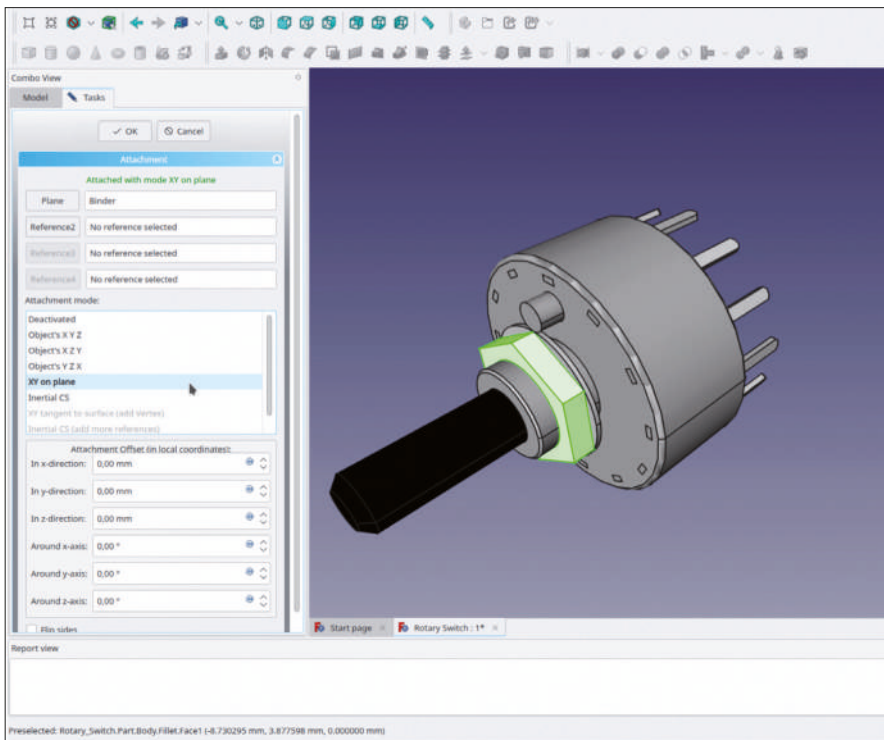 Combo View
Model
Tasks
OK
Cancel
Attachment
Attached with mode XY on plane
Plane
Binder
Reference2
No reference selected
Reference3
No reference selected
Reference4
No reference selected
Attachment mode:
Deactivated
Object's X Y Z
Object's X Z Y
Object's Y Z X
XY on plane
Inertial CS
XY tangent to surface (add Vertex)
Inertial CS (add more references)
Attachment Offset (in local coordinates):
In x-direction: 0,00 mm
In y-direction: 0,00 mm
In z-direction: 0,00 mm
Around x-axis: 0,00 °
Around y-axis: 0,00 °
Around z-axis: 0,00 °
Flip sides
Start page
Rotary Switch : 1*
Report view
Preselected: Rotary_Switch.Part.Body.Fillet.Face1 (-8.730295 mm, 3.877598 mm, 0.000000 mm)